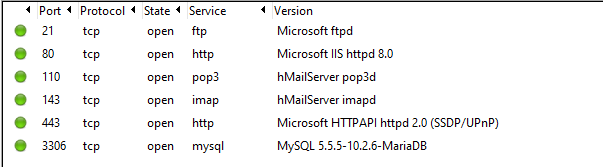 Port Protocol State Service Version
21 tcp open ftp Microsoft ftpd
80 tcp open http Microsoft IIS httpd 8.0
110 tcp open pop3 hMailServer pop3d
143 tcp open imap hMailServer imapd
443 tcp open http Microsoft HTTPAPI httpd 2.0 (SSDP/UPnP)
3306 tcp open mysql MySQL 5.5.5-10.2.6-MariaDB